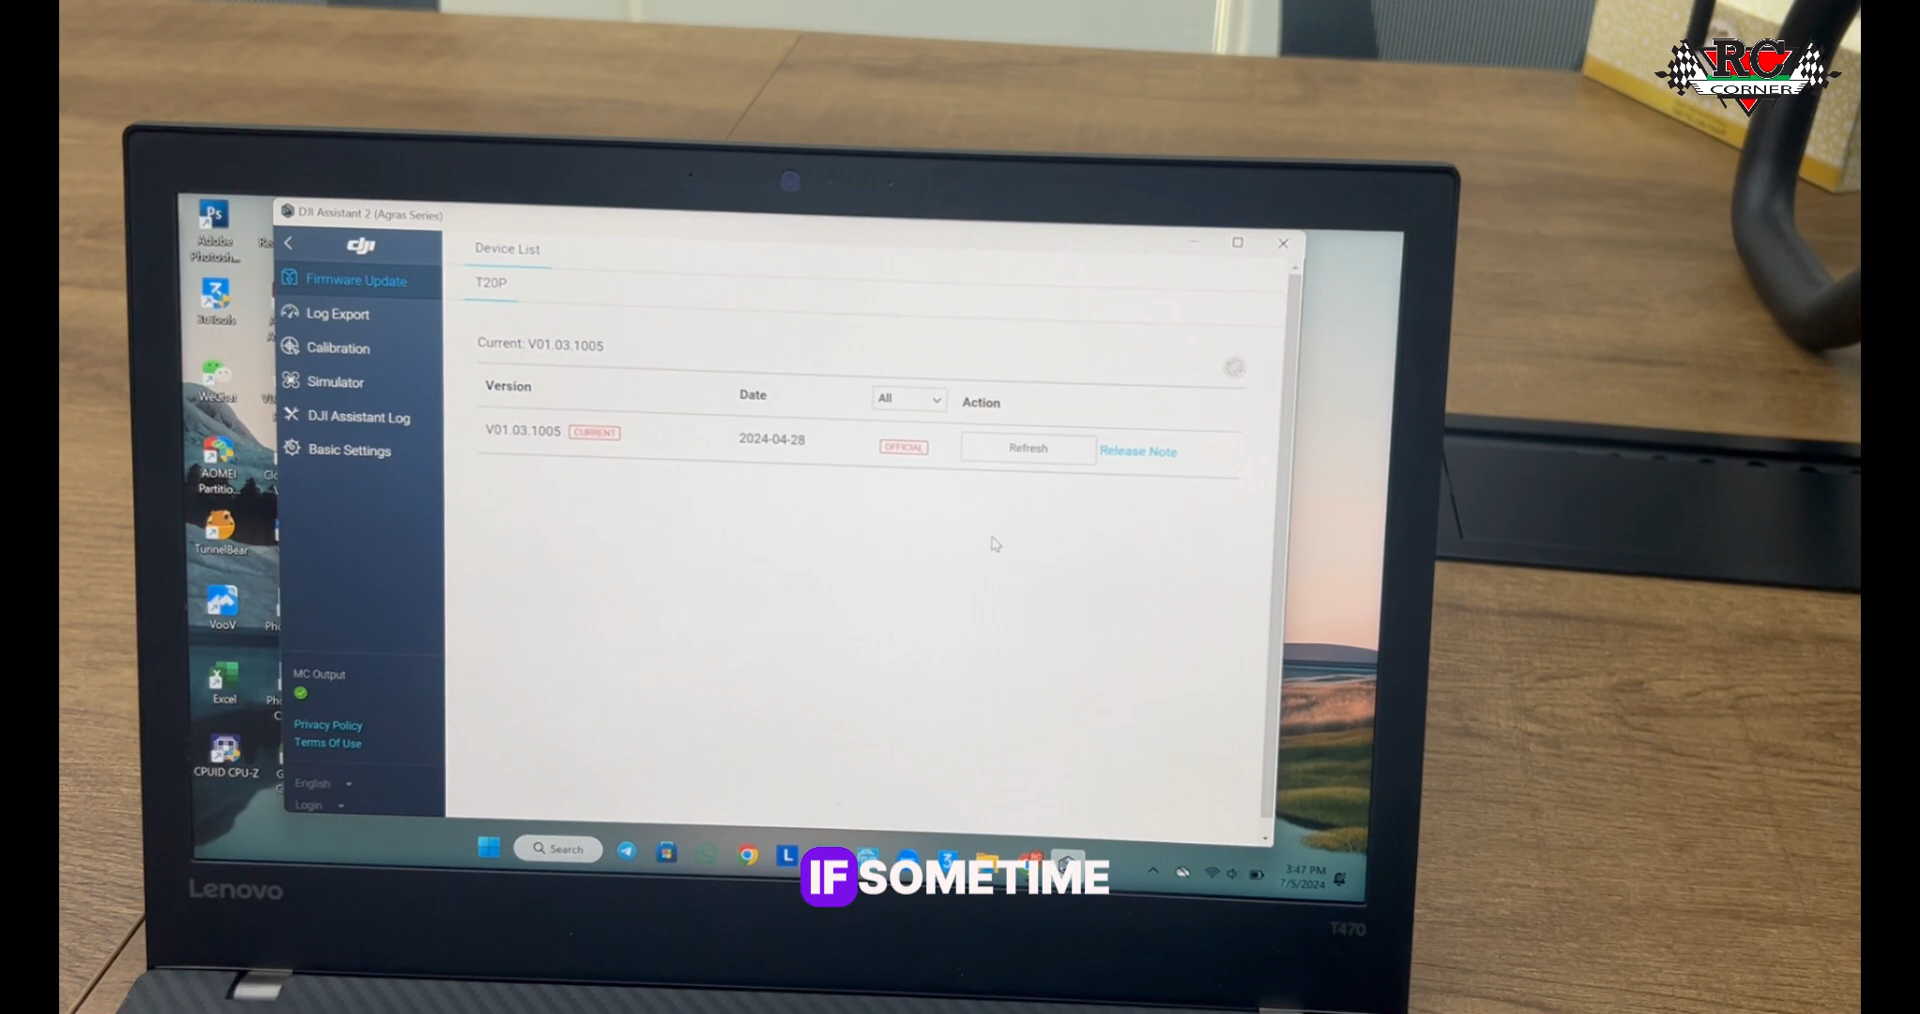 RC
CORNER
DJI Assistant 2 (Agras Series)
dji
Firmware Update
Log Export
Calibration
Simulator
DJI Assistant Log
Basic Settings
MC Output
Privacy Policy
Terms Of Use
English
Login
Device List
T20P
Current: V01.03.1005
Version Date All Action
V01.03.1005 CURRENT 2024-04-28 OFFICIAL Refresh Release Note
Ps
Adobe
Photosh...
3uTools
WeChat
AOMEI
Partitio...
TunnelBear
VooV
Excel
CPUID CPU-Z
Search
L
3:47 PM
7/5/2024
IF SOMETIME
Lenovo
T470